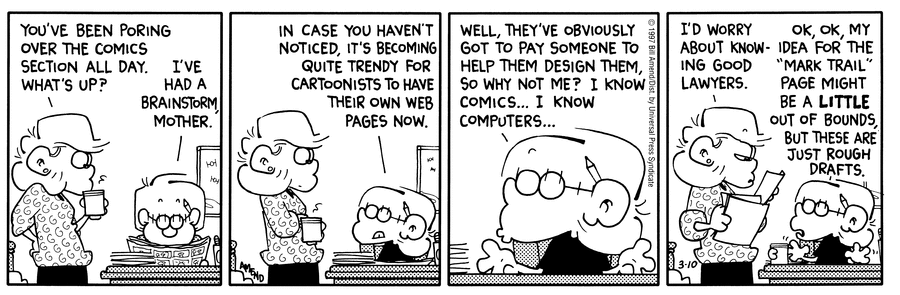 YOU'VE BEEN PORING
OVER THE COMICS
SECTION ALL DAY.
WHAT'S UP?
I'VE
HAD A
BRAINSTORM,
MOTHER.
IN CASE YOU HAVEN'T
NOTICED, IT'S BECOMING
QUITE TRENDY FOR
CARTOONISTS TO HAVE
THEIR OWN WEB
PAGES NOW.
AMEND
WELL, THEY'VE OBVIOUSLY
GOT TO PAY SOMEONE TO
HELP THEM DESIGN THEM,
SO WHY NOT ME? I KNOW
COMICS... I KNOW
COMPUTERS...
© 1997 Bill Amend/Dist. by Universal Press Syndicate
I'D WORRY
ABOUT KNOW-
ING GOOD
LAWYERS.
OK, OK, MY
IDEA FOR THE
"MARK TRAIL"
PAGE MIGHT
BE A LITTLE
OUT OF BOUNDS,
BUT THESE ARE
JUST ROUGH
DRAFTS.
3-10